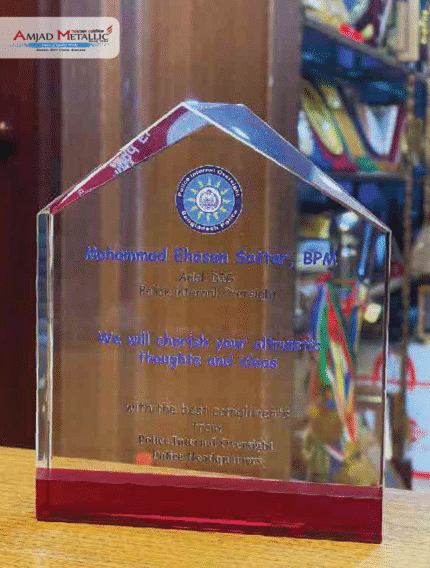 AMJAD METALLIC
Police Internal Oversight
Bangladesh Police
Mohammad Ehasan Sattar, BPM
Addl. DIG
Police Internal Oversight
We will cherish your altruistic
thoughts and ideas
with the best compliments
from
Police Internal Oversight
Police Headquarters